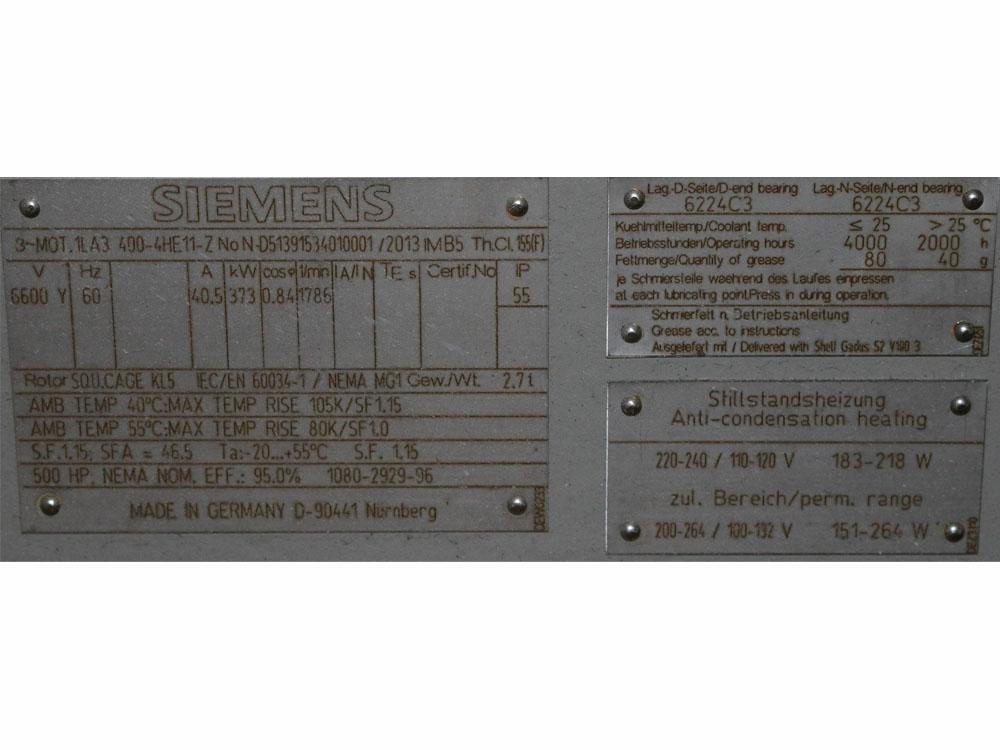 SIEMENS
3~MOT. 1LA3 400-4HE11-Z No N-D51391534010001 /2013 IM B5 Th.Cl. 155(F)
V Hz A kW cosφ 1/min IA/IN TE s Certif.No IP
6600 Y 60 40,5 373 0.84 1786 55
Rotor SQU.CAGE KL5 IEC/EN 60034-1 / NEMA MG1 Gew./Wt. 2,7 t
AMB TEMP 40°C:MAX TEMP RISE 105K/SF1.15
AMB TEMP 55°C:MAX TEMP RISE 80K/SF1.0
S.F.1,15; SFA = 46.5 Ta:-20...+55°C S.F. 1.15
500 HP; NEMA NOM. EFF.: 95.0% 1080-2929-96
MADE IN GERMANY D-90441 Nürnberg
Lag.-D-Seite/D-end bearing Lag.-N-Seite/N-end bearing
6224C3 6224C3
Kuehlmitteltemp/Coolant temp. ≤ 25 > 25 °C
Betriebsstunden/Operating hours 4000 2000 h
Fettmenge/Quantity of grease 80 40 g
je Schmierstelle waehrend des Laufes einpressen
at each lubricating point.Press in during operation.
Schmierfett n. Betriebsanleitung
Grease acc. to instructions
Ausgeliefert mit / Delivered with Shell Gadus S2 V100 3
Stillstandsheizung
Anti-condensation heating
220-240 / 110-120 V 183-218 W
zul. Bereich/perm. range
200-264 / 100-132 V 151-264 W